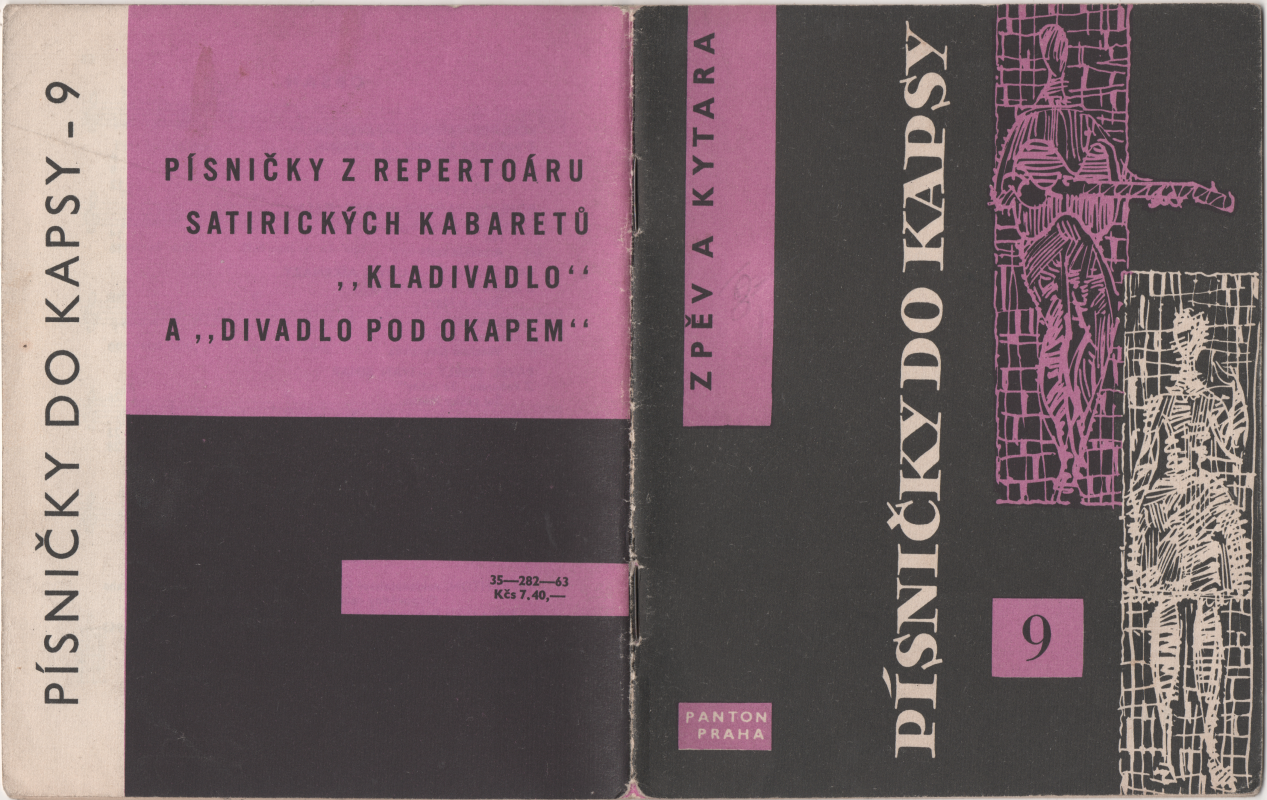 PÍSNIČKY DO KAPSY – 9
PÍSNIČKY Z REPERTOÁRU
SATIRICKÝCH KABARETŮ
,,KLADIVADLO‘‘
A ,,DIVADLO POD OKAPEM‘‘
35—282—63
Kčs 7.40,—
ZPĚV A KYTARA
PÍSNIČKY DO KAPSY
9
PANTON
PRAHA